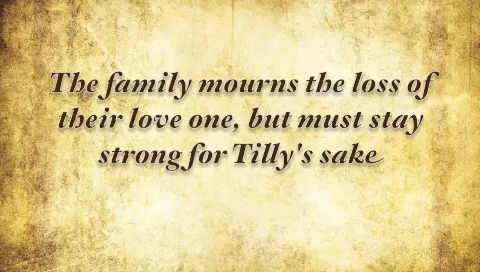 The family mourns the loss of
their love one, but must stay
strong for Tilly's sake